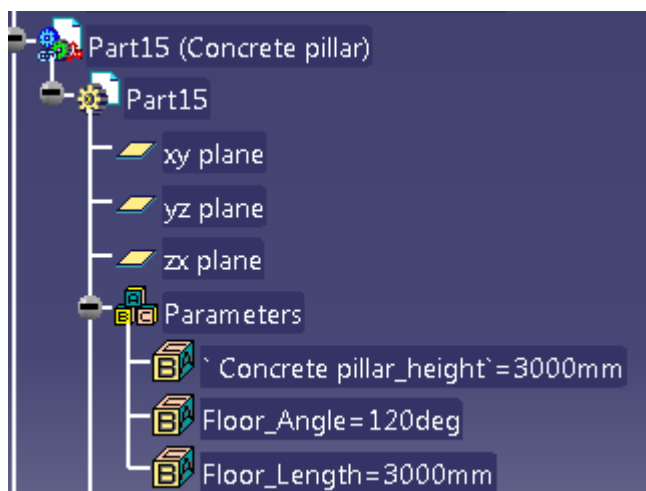 Part15 (Concrete pillar)
Part15
xy plane
yz plane
zx plane
Parameters
` Concrete pillar_height`=3000mm
Floor_Angle=120deg
Floor_Length=3000mm